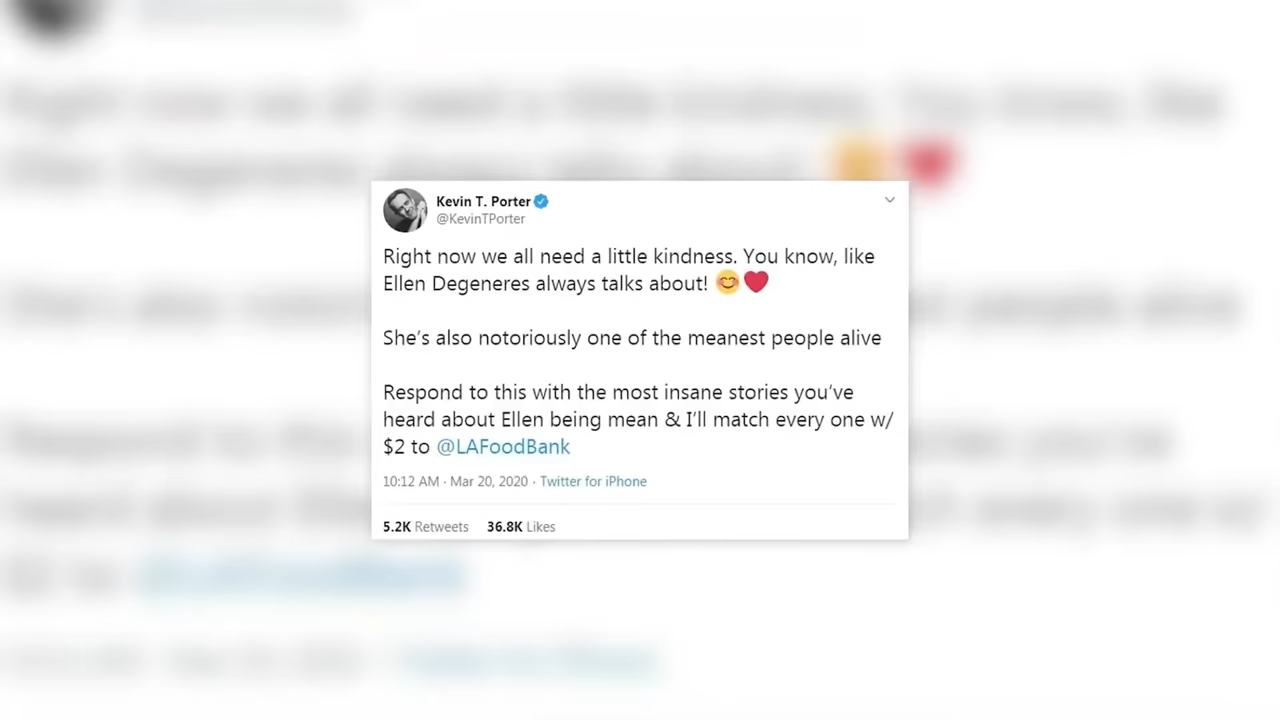 Kevin T. Porter
@KevinTPorter
Right now we all need a little kindness. You know, like
Ellen Degeneres always talks about! 😊❤️
She’s also notoriously one of the meanest people alive
Respond to this with the most insane stories you’ve
heard about Ellen being mean & I’ll match every one w/
$2 to @LAFoodBank
10:12 AM · Mar 20, 2020 · Twitter for iPhone
5.2K Retweets 36.8K Likes